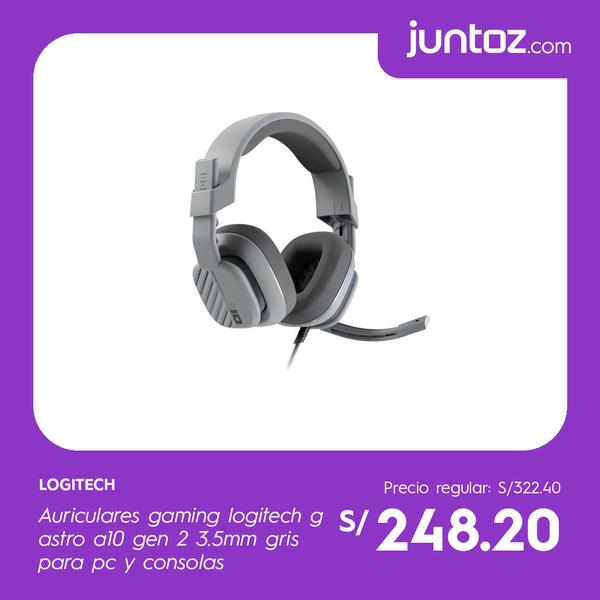 juntoz.com
10
LOGITECH
Auriculares gaming logitech g
astro a10 gen 2 3.5mm gris
para pc y consolas
Precio regular: S/322.40
S/248.20